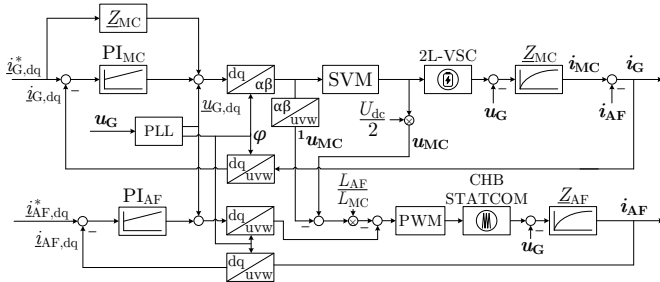 Z_MC
i*_G,dq
PI_MC
i_G,dq
dq
αβ
SVM
2L-VSC
Z_MC
i_MC
i_G
u_G
i_AF
u_G,dq
αβ
uvw
U_dc
2
u_G
PLL
φ
¹u_MC
u_MC
dq
uvw
i*_AF,dq
PI_AF
i_AF,dq
dq
uvw
L_AF
L_MC
PWM
CHB
STATCOM
Z_AF
i_AF
u_G
dq
uvw